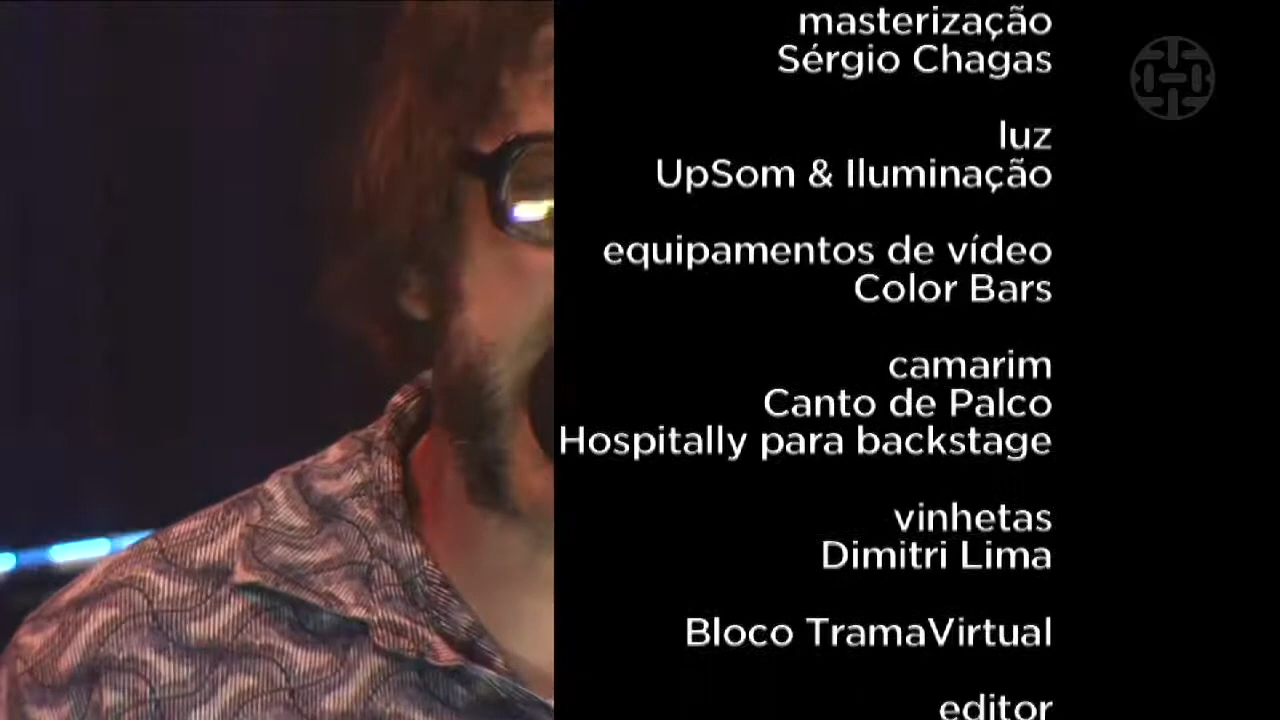 masterização
Sérgio Chagas
luz
UpSom & Iluminação
equipamentos de vídeo
Color Bars
camarim
Canto de Palco
Hospitally para backstage
vinhetas
Dimitri Lima
Bloco TramaVirtual
editor